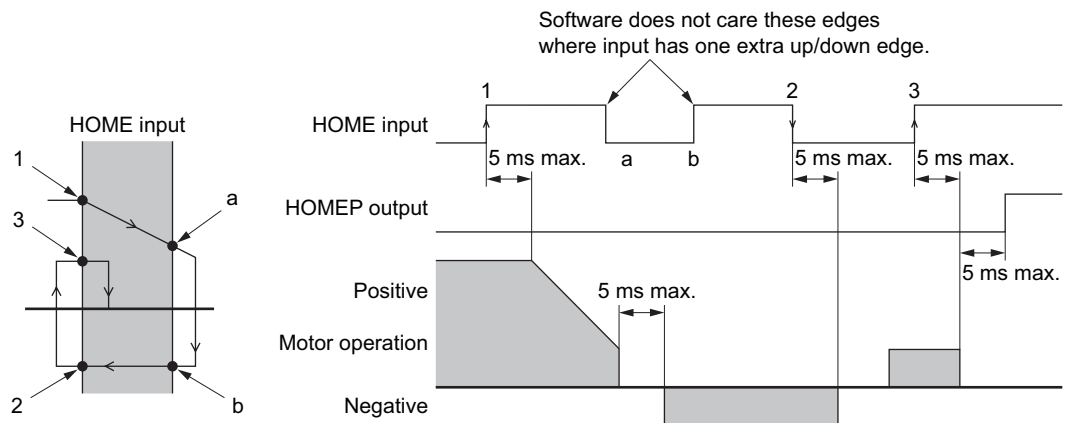 Software does not care these edges
where input has one extra up/down edge.
HOME input
1
a
3
2
b
1
2
3
HOME input
a
b
5 ms max.
5 ms max.
5 ms max.
HOMEP output
5 ms max.
Positive
5 ms max.
Motor operation
Negative